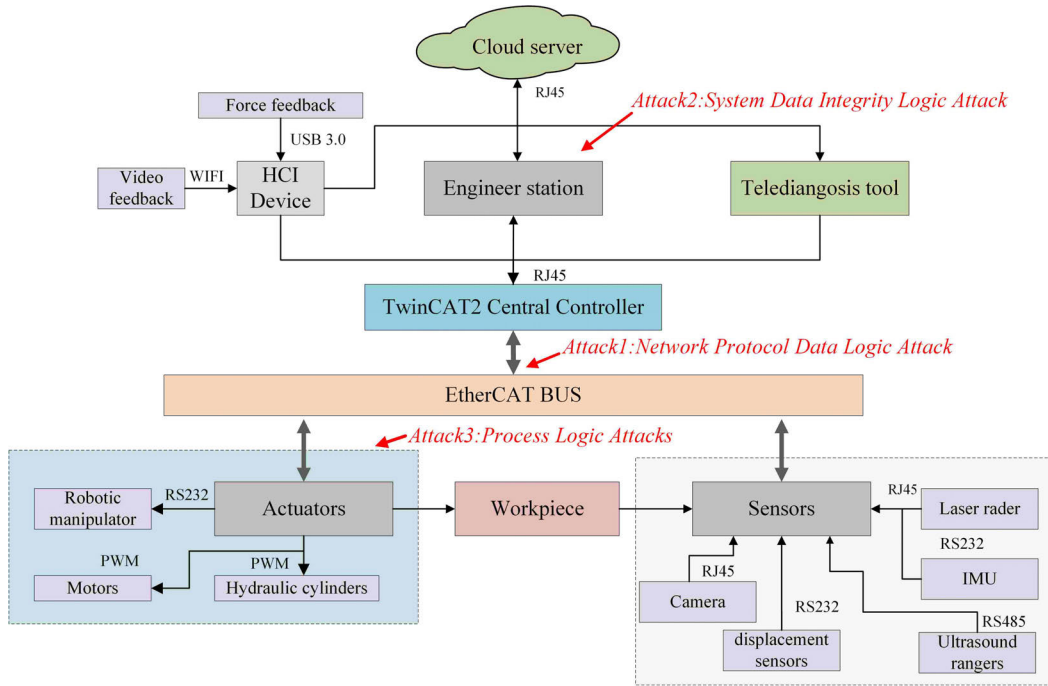 Cloud server
RJ45
Attack2:System Data Integrity Logic Attack
Force feedback
USB 3.0
Video
feedback
WIFI
HCI
Device
Engineer station
Telediangosis tool
RJ45
TwinCAT2 Central Controller
Attack1:Network Protocol Data Logic Attack
EtherCAT BUS
Attack3:Process Logic Attacks
Robotic
manipulator
RS232
Actuators
Workpiece
Sensors
RJ45
Laser rader
PWM
PWM
RS232
Motors
Hydraulic cylinders
RJ45
IMU
Camera
RS232
RS485
displacement
sensors
Ultrasound
rangers